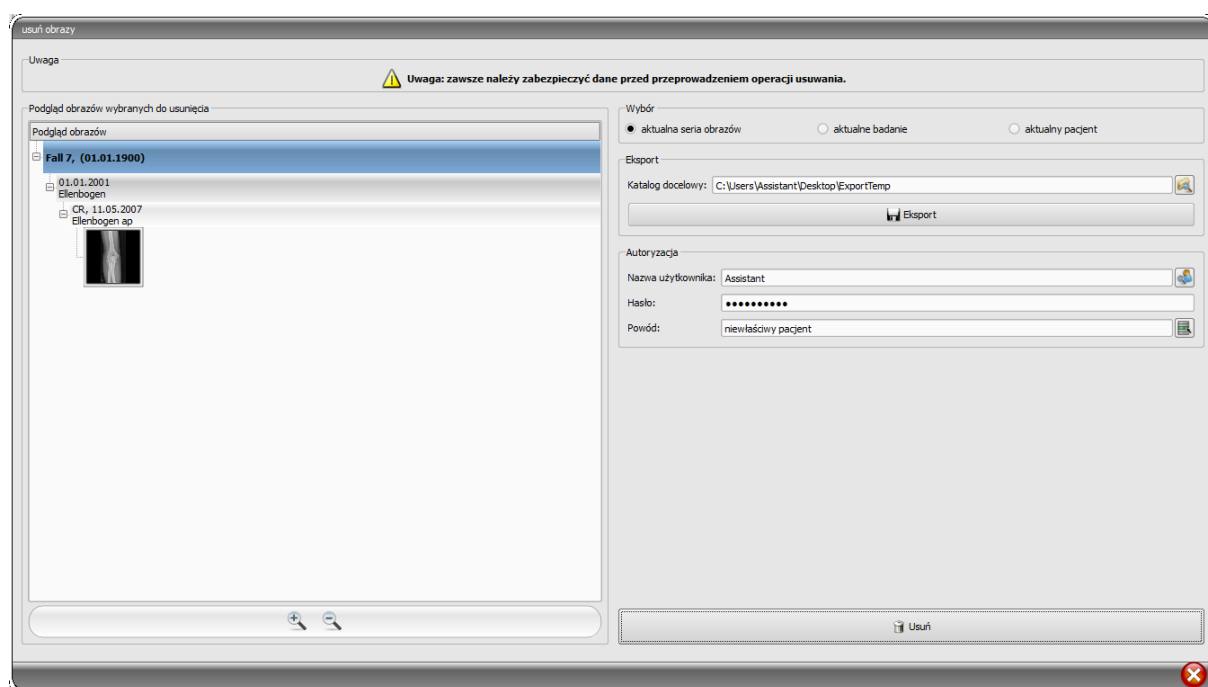 usuń obrazy
Uwaga
Uwaga: zawsze należy zabezpieczyć dane przed przeprowadzeniem operacji usuwania.
Podgląd obrazów wybranych do usunięcia
Podgląd obrazów
Fall 7, (01.01.1900)
01.01.2001
Ellenbogen
CR, 11.05.2007
Ellenbogen ap
Wybór
aktualna seria obrazów aktualne badanie aktualny pacjent
Eksport
Katalog docelowy: C:\Users\Assistant\Desktop\ExportTemp
Eksport
Autoryzacja
Nazwa użytkownika: Assistant
Hasło: ●●●●●●●●●●
Powód: niewłaściwy pacjent
Usuń